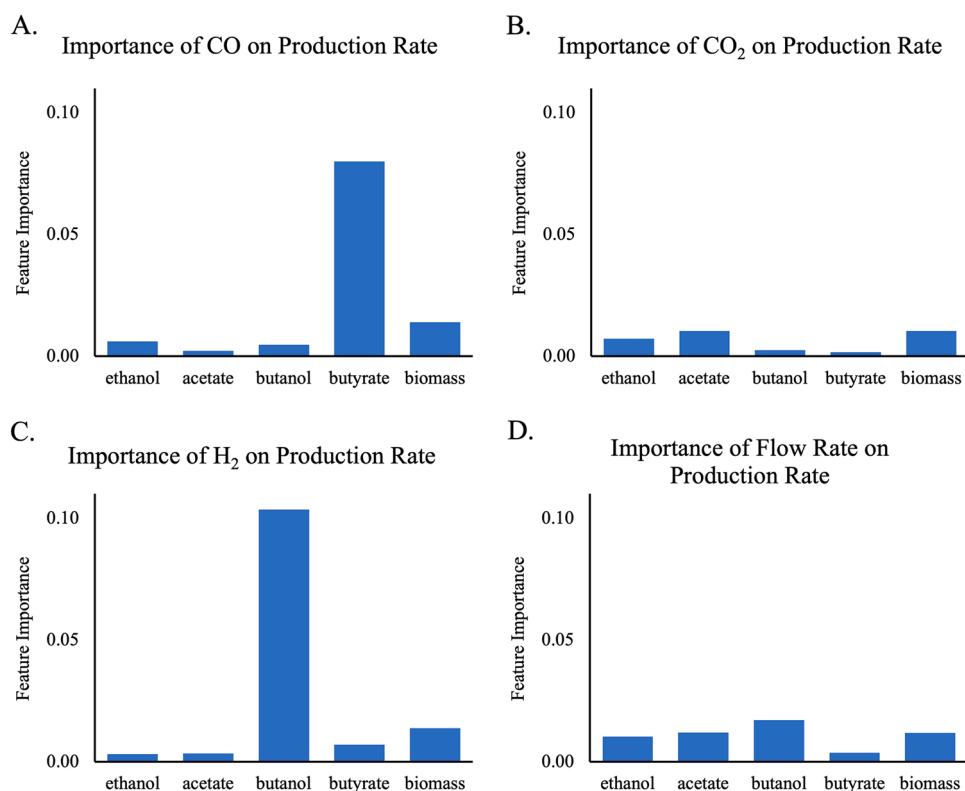 A.
Importance of CO on Production Rate
0.10
0.05
0.00
Feature Importance
ethanol acetate butanol butyrate biomass
B.
Importance of CO₂ on Production Rate
0.10
0.05
0.00
Feature Importance
ethanol acetate butanol butyrate biomass
C.
Importance of H₂ on Production Rate
0.10
0.05
0.00
Feature Importance
ethanol acetate butanol butyrate biomass
D.
Importance of Flow Rate on
Production Rate
0.10
0.05
0.00
Feature Importance
ethanol acetate butanol butyrate biomass